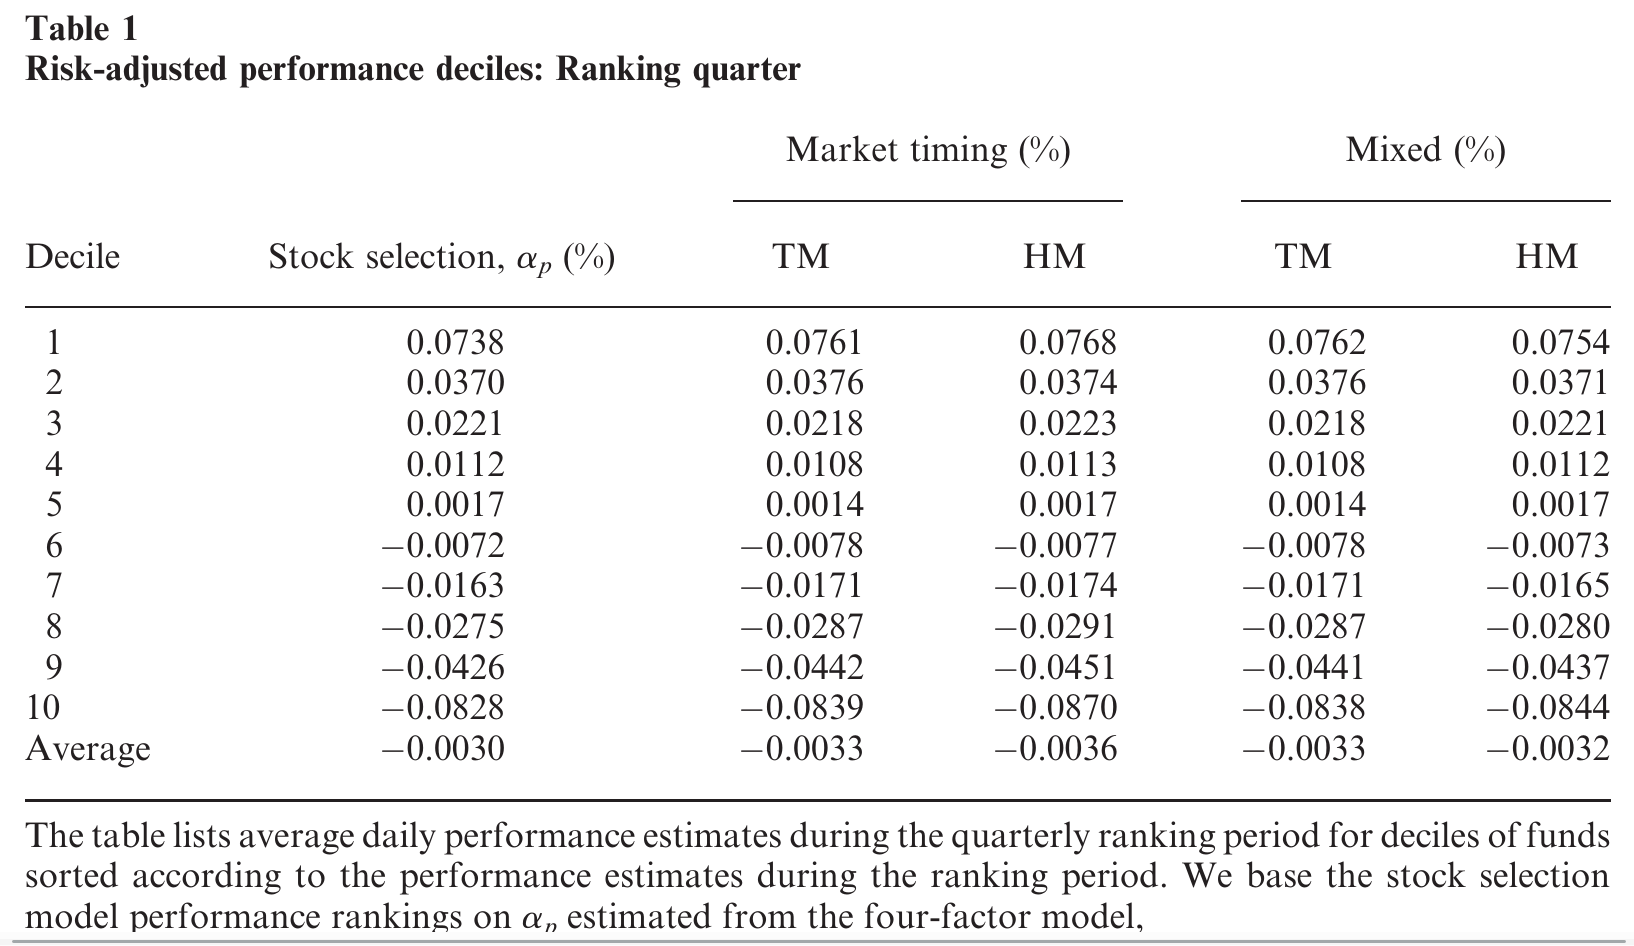 Table 1
Risk-adjusted performance deciles: Ranking quarter
Market timing (%) Mixed (%)
Decile Stock selection, αp (%) TM HM TM HM
1 0.0738 0.0761 0.0768 0.0762 0.0754
2 0.0370 0.0376 0.0374 0.0376 0.0371
3 0.0221 0.0218 0.0223 0.0218 0.0221
4 0.0112 0.0108 0.0113 0.0108 0.0112
5 0.0017 0.0014 0.0017 0.0014 0.0017
6 −0.0072 −0.0078 −0.0077 −0.0078 −0.0073
7 −0.0163 −0.0171 −0.0174 −0.0171 −0.0165
8 −0.0275 −0.0287 −0.0291 −0.0287 −0.0280
9 −0.0426 −0.0442 −0.0451 −0.0441 −0.0437
10 −0.0828 −0.0839 −0.0870 −0.0838 −0.0844
Average −0.0030 −0.0033 −0.0036 −0.0033 −0.0032
The table lists average daily performance estimates during the quarterly ranking period for deciles of funds
sorted according to the performance estimates during the ranking period. We base the stock selection
model performance rankings on αp estimated from the four-factor model,